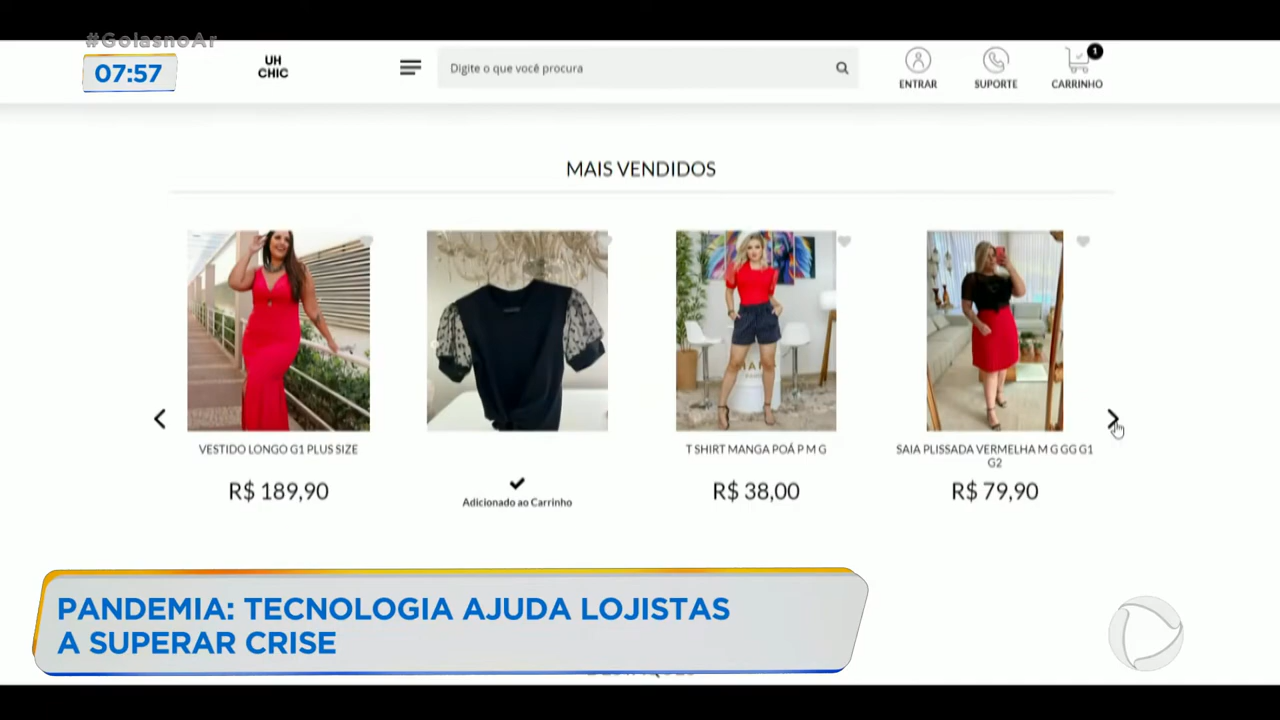 #GoiásnoAr
07:57
UH
CHIC
Digite o que você procura
ENTRAR
SUPORTE
1
CARRINHO
MAIS VENDIDOS
VESTIDO LONGO G1 PLUS SIZE
R$ 189,90
Adicionado ao Carrinho
T SHIRT MANGA POÁ P M G
R$ 38,00
SAIA PLISSADA VERMELHA M G GG G1
G2
R$ 79,90
PANDEMIA: TECNOLOGIA AJUDA LOJISTAS
A SUPERAR CRISE